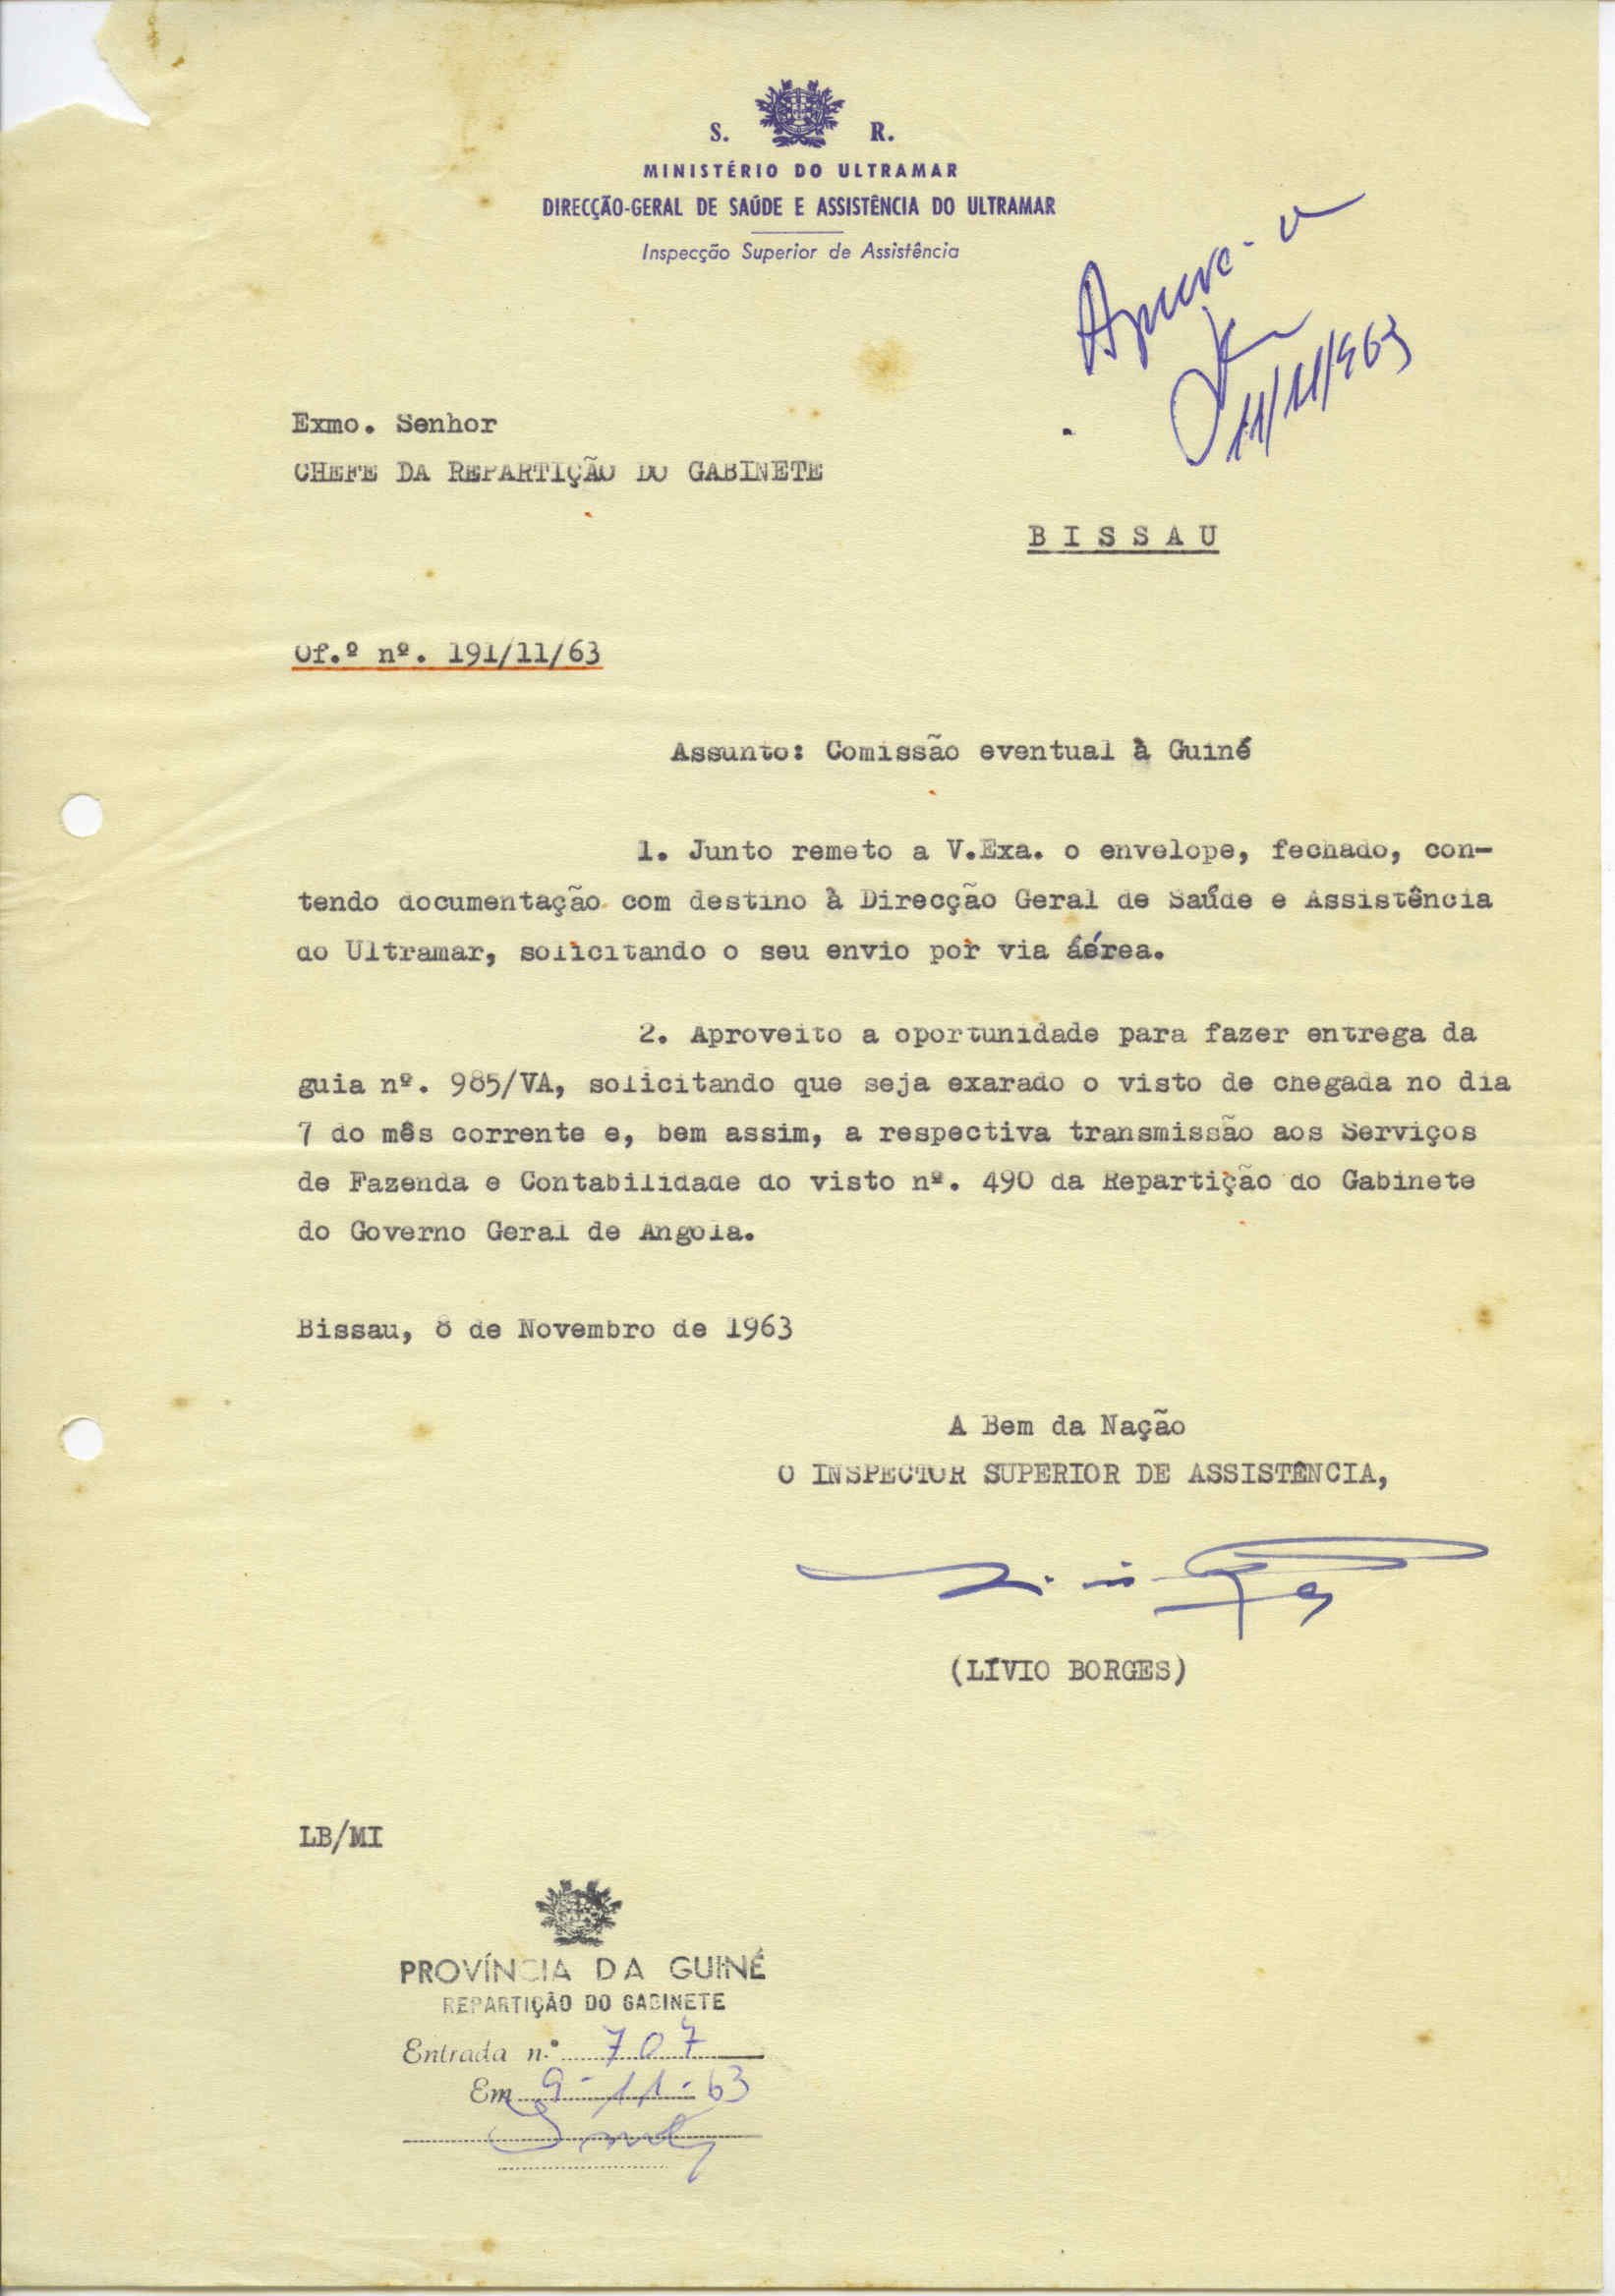 S. R.
MINISTÉRIO DO ULTRAMAR
DIRECÇÃO-GERAL DE SAÚDE E ASSISTÊNCIA DO ULTRAMAR
Inspecção Superior de Assistência
11/11/963
Exmo. Senhor
CHEFE DA REPARTIÇÃO DO GABINETE
BISSAU
Of.º nº. 191/11/63
Assunto: Comissão eventual à Guiné
1. Junto remeto a V.Exa. o envelope, fechado, con-
tendo documentação com destino à Direcção Geral de Saúde e Assistência
do Ultramar, solicitando o seu envio por via áérea.
2. Aproveito a oportunidade para fazer entrega da
guia nº. 985/VA, solicitando que seja exarado o visto de chegada no dia
7 do mês corrente e, bem assim, a respectiva transmissão aos Serviços
de Fazenda e Contabilidade do visto nº. 490 da Repartição do Gabinete
do Governo Geral de Angola.
Bissau, 8 de Novembro de 1963
A Bem da Nação
O INSPECTOR SUPERIOR DE ASSISTÊNCIA,
(LÍVIO BORGES)
LB/MI
PROVÍNCIA DA GUINÉ
REPARTIÇÃO DO GABINETE
Entrada n.º 707
Em 9-11-63